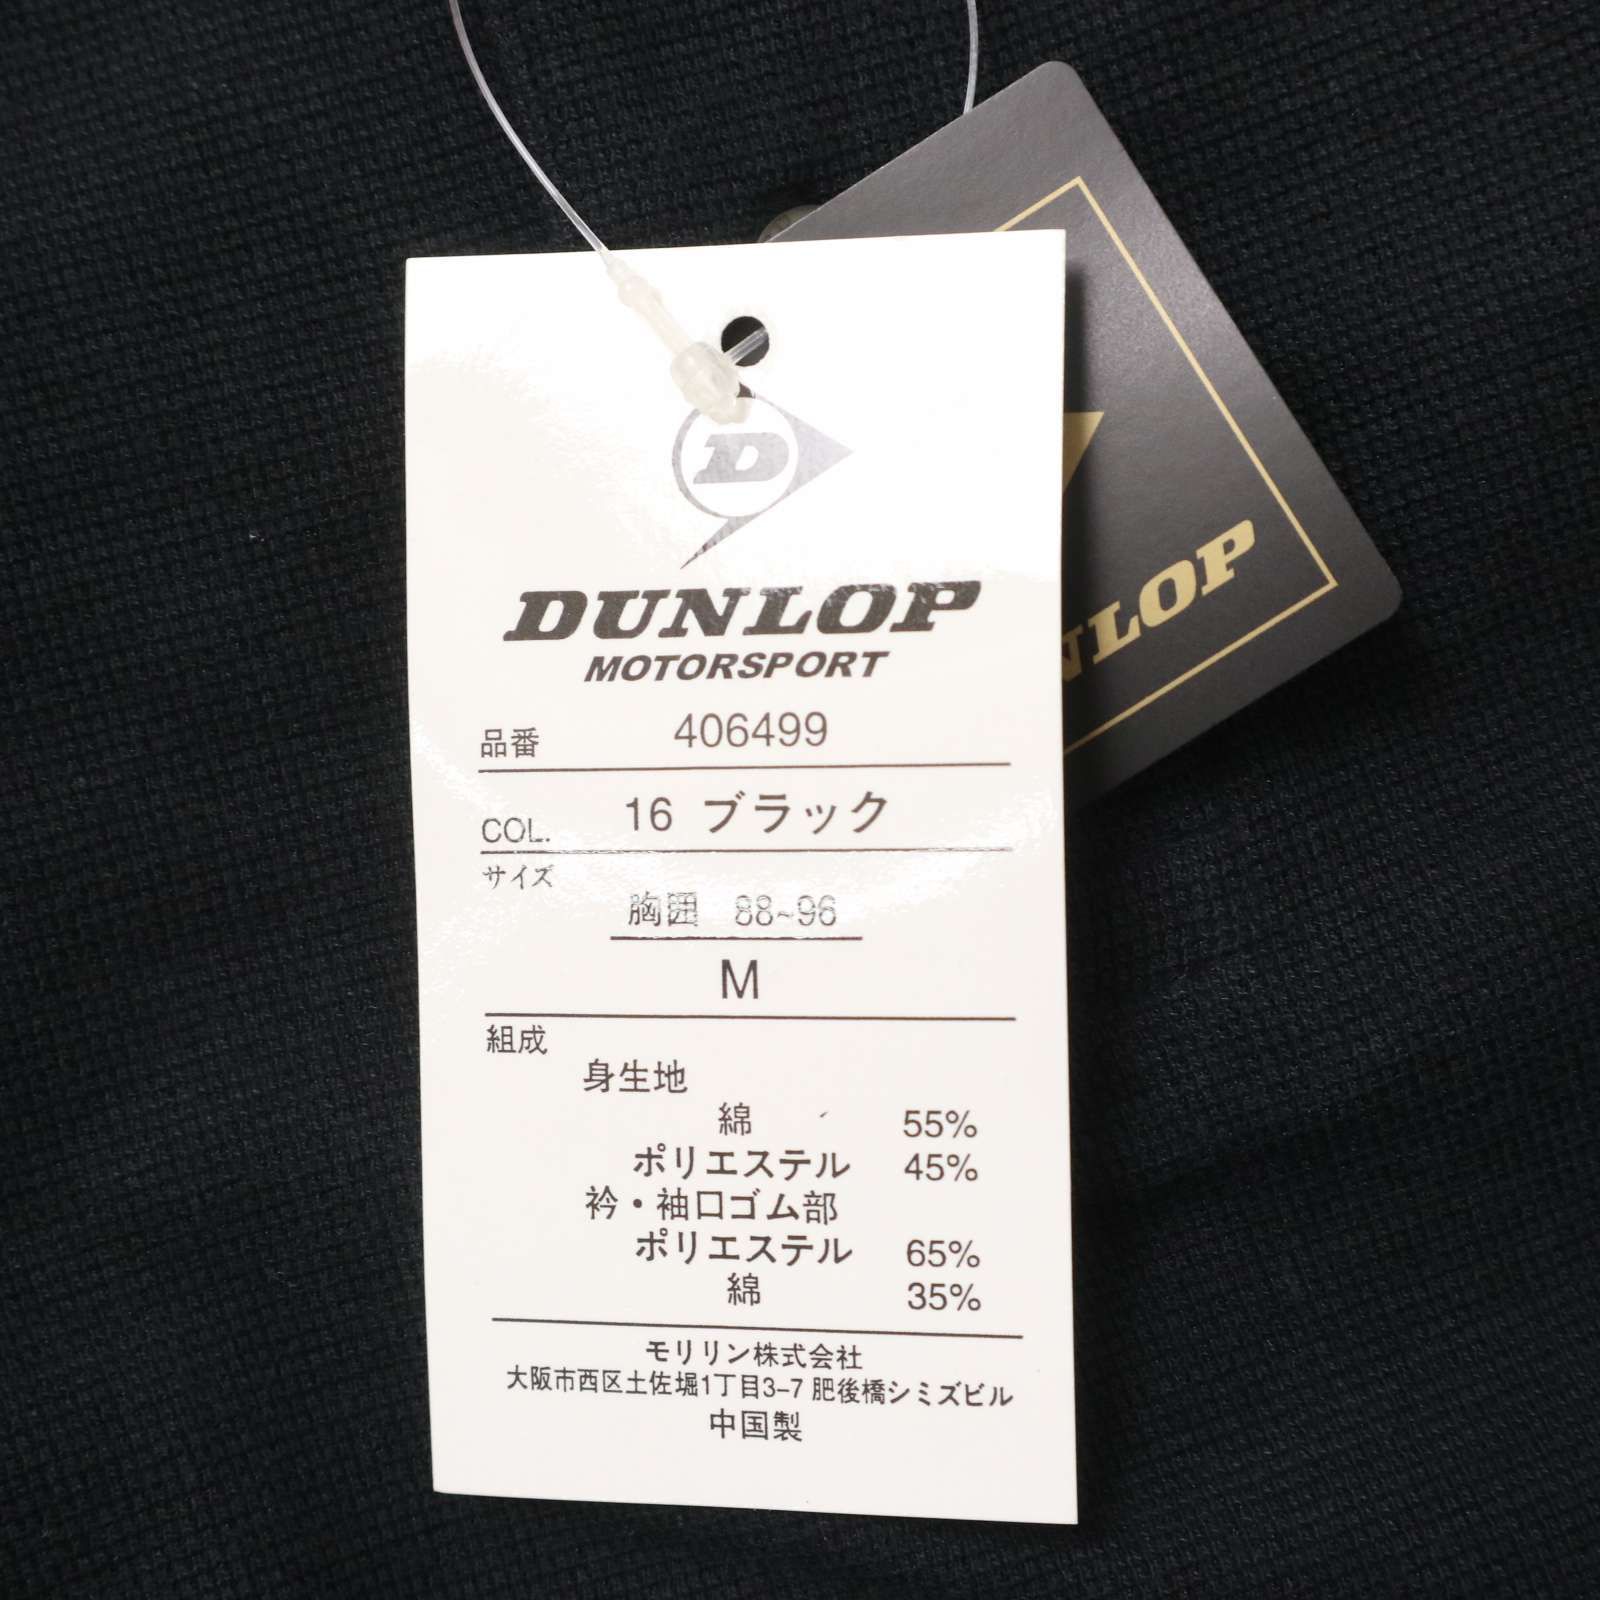 D
DUNLOP
MOTORSPORT
品番 406499
COL. 16 ブラック
サイズ
胸囲 88~96
M
組成
身生地
綿 55%
ポリエステル 45%
衿・袖口ゴム部
ポリエステル 65%
綿 35%
モリリン株式会社
大阪市西区土佐堀1丁目3-7 肥後橋シミズビル
中国製
NLOP